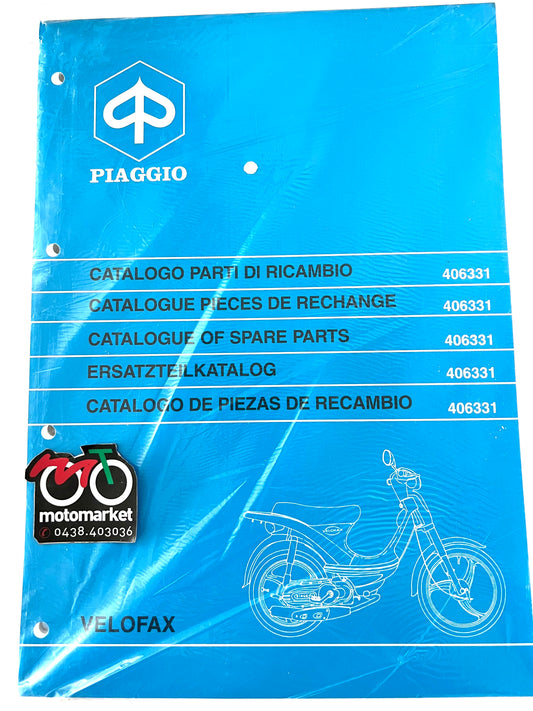 PIAGGIO
CATALOGO PARTI DI RICAMBIO 406331
CATALOGUE PIECES DE RECHANGE 406331
CATALOGUE OF SPARE PARTS 406331
ERSATZTEILKATALOG 406331
CATALOGO DE PIEZAS DE RECAMBIO 406331
MT
motomarket
✆ 0438.403036
VELOFAX